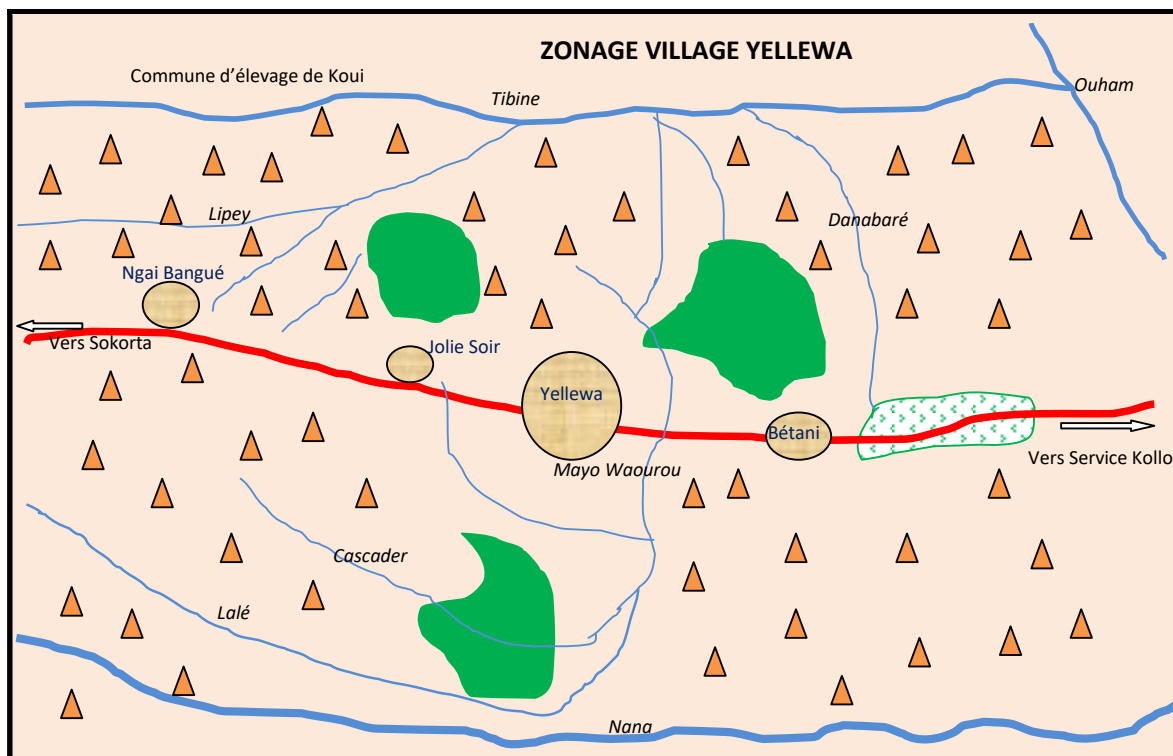 ZONAGE VILLAGE YELLEWA
Commune d'élevage de Koui
Tibine
Ouham
Lipey
Danabaré
Ngai Bangué
Vers Sokorta
Jolie Soir
Yellewa
Bétani
Mayo Waourou
Vers Service Kollo
Cascader
Lalé
Nana